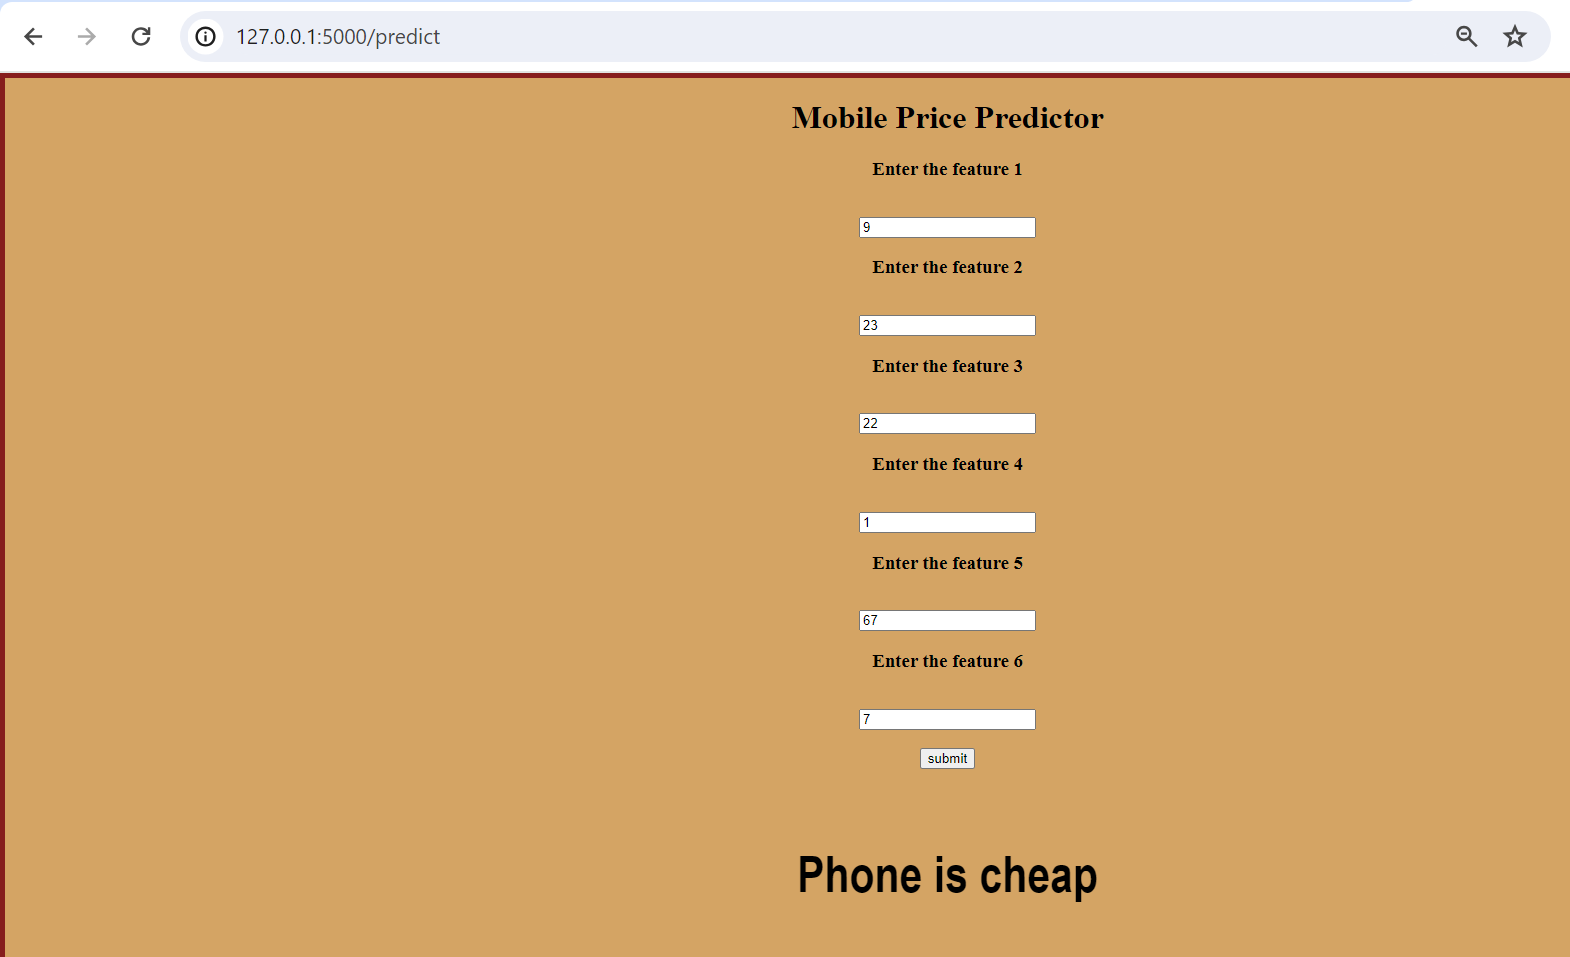 127.0.0.1:5000/predict
Mobile Price Predictor
Enter the feature 1
9
Enter the feature 2
23
Enter the feature 3
22
Enter the feature 4
1
Enter the feature 5
67
Enter the feature 6
7
submit
Phone is cheap